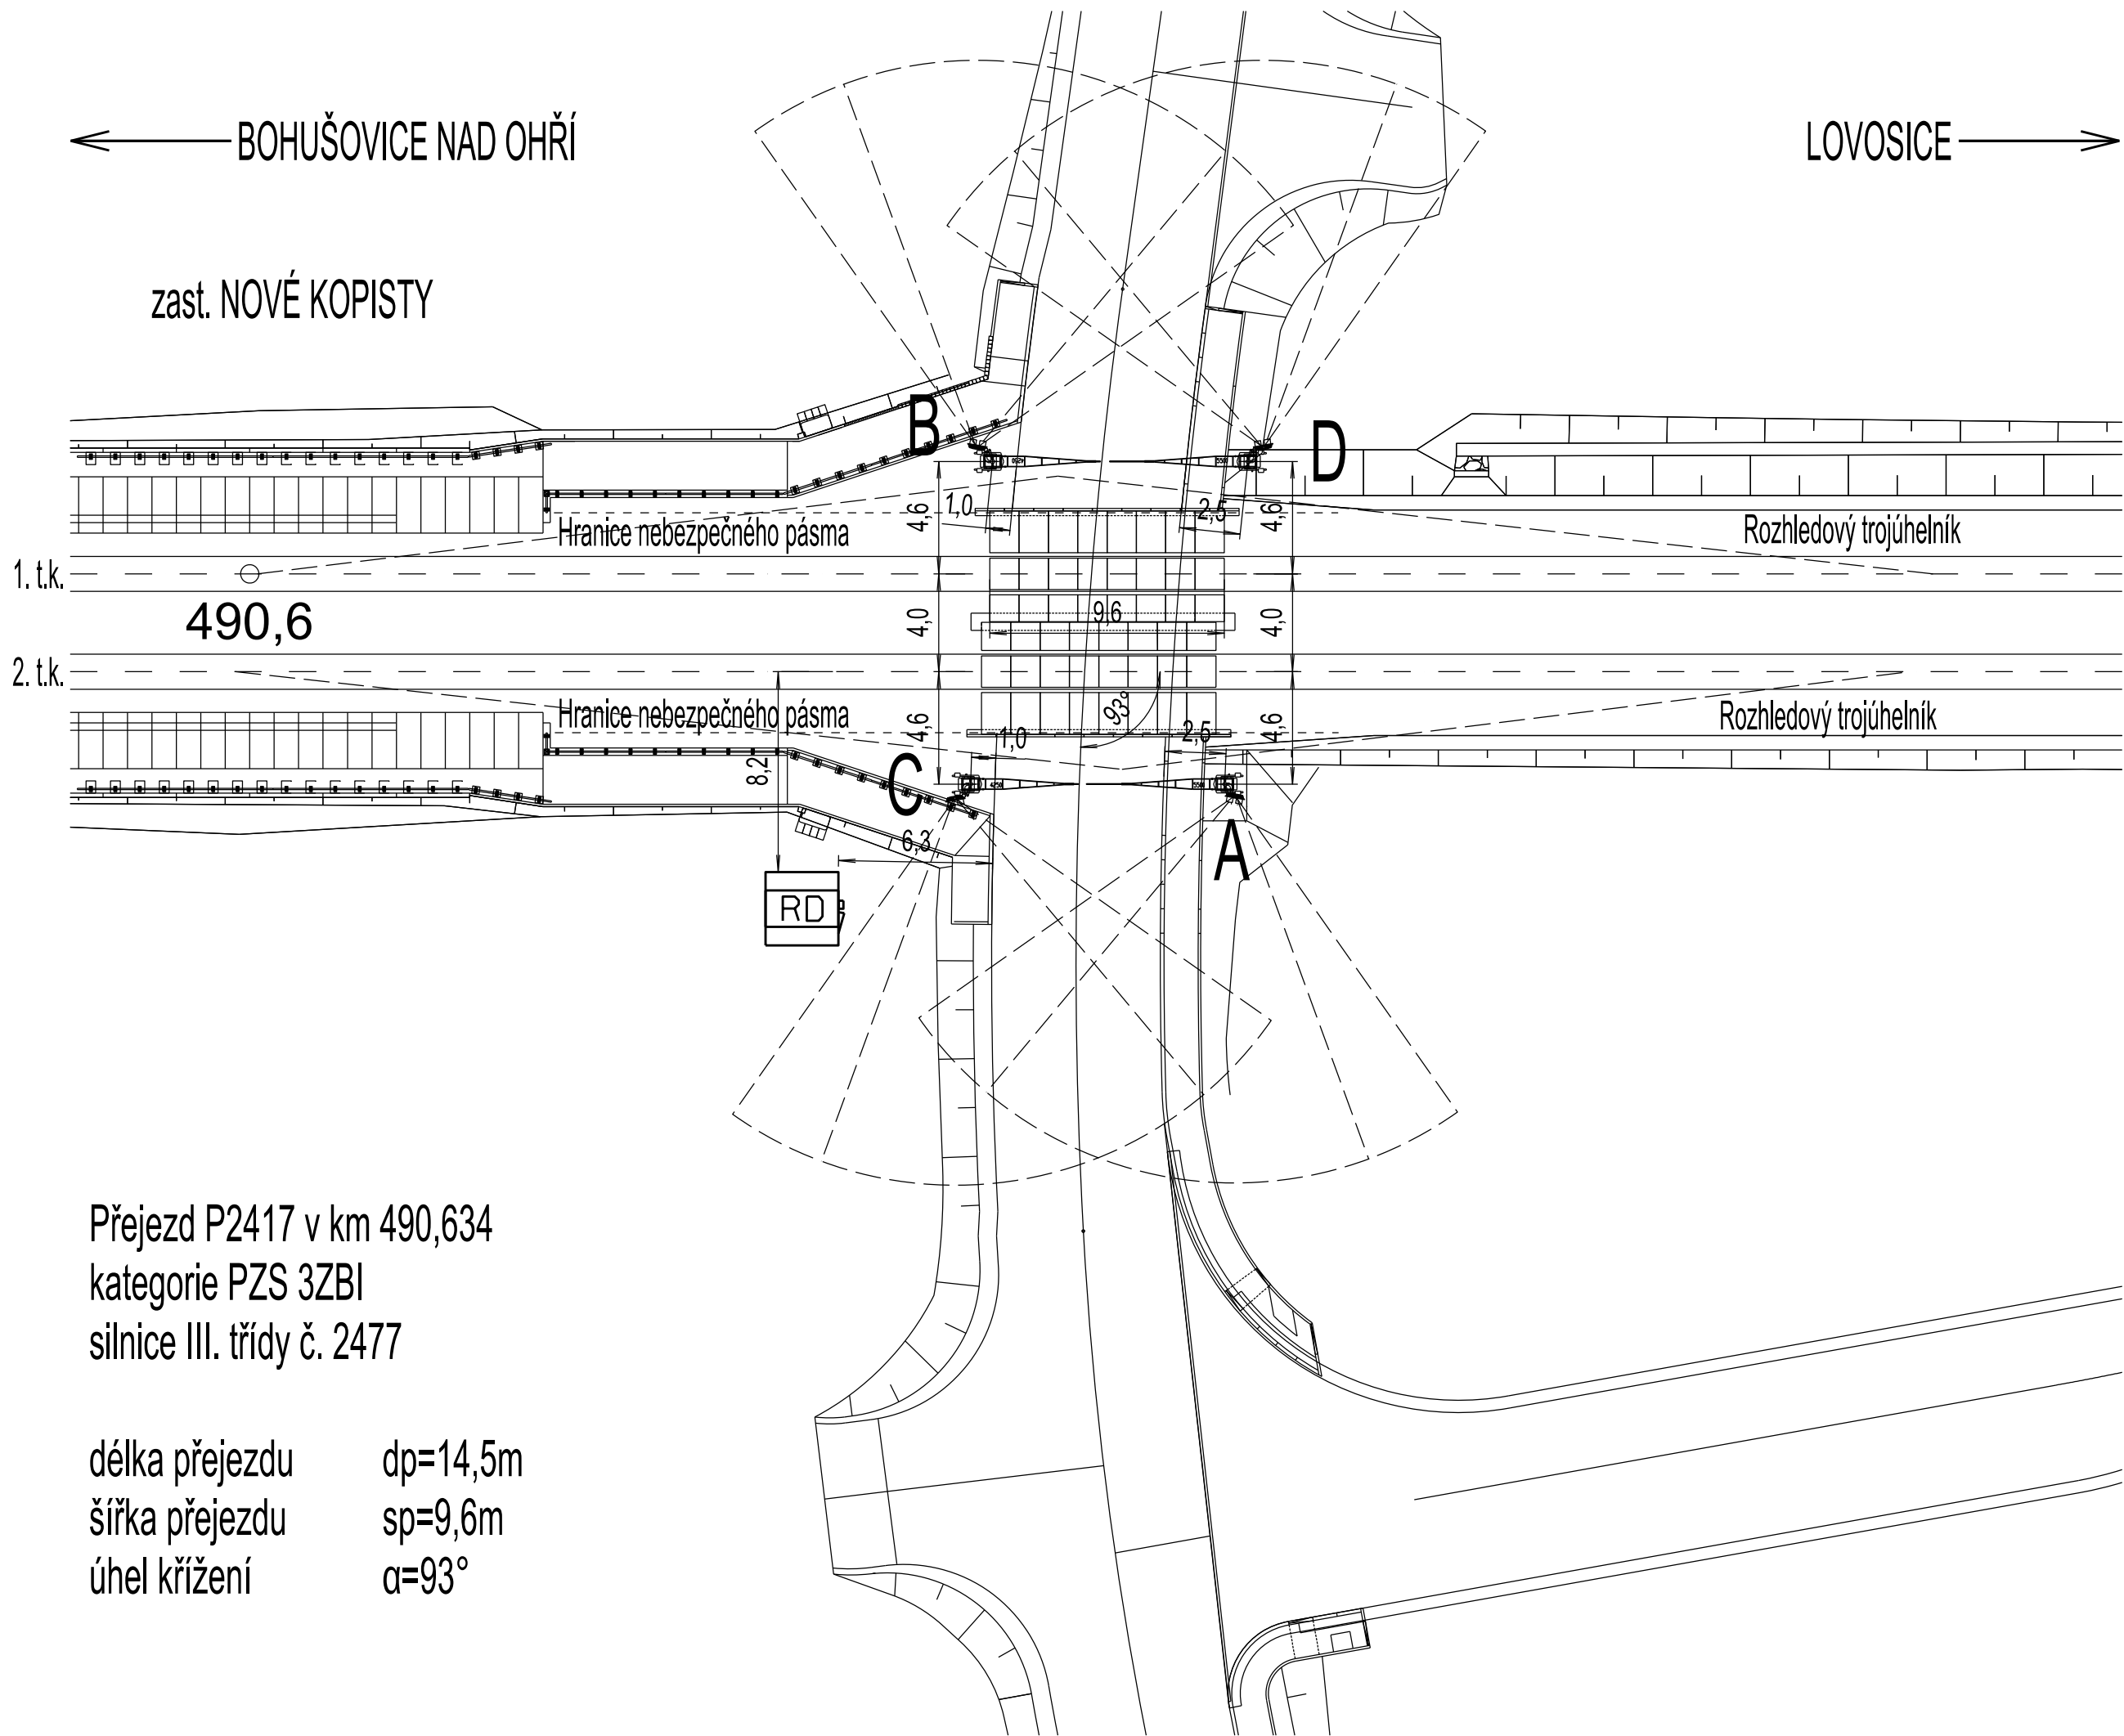 BOHUŠOVICE NAD OHŘÍ
LOVOSICE
zast. NOVÉ KOPISTY
B
D
1,0
2,5
4,6
4,6
Hranice nebezpečného pásma
Rozhledový trojúhelník
1. t.k.
490,6
4,0
9,6
4,0
2. t.k.
Hranice nebezpečného pásma
Rozhledový trojúhelník
93°
4,6
4,6
1,0
2,5
8,2
C
A
6,3
RD
Přejezd P2417 v km 490,634
kategorie PZS 3ZBI
silnice III. třídy č. 2477
délka přejezdu dp=14,5m
šířka přejezdu sp=9,6m
úhel křížení α=93°